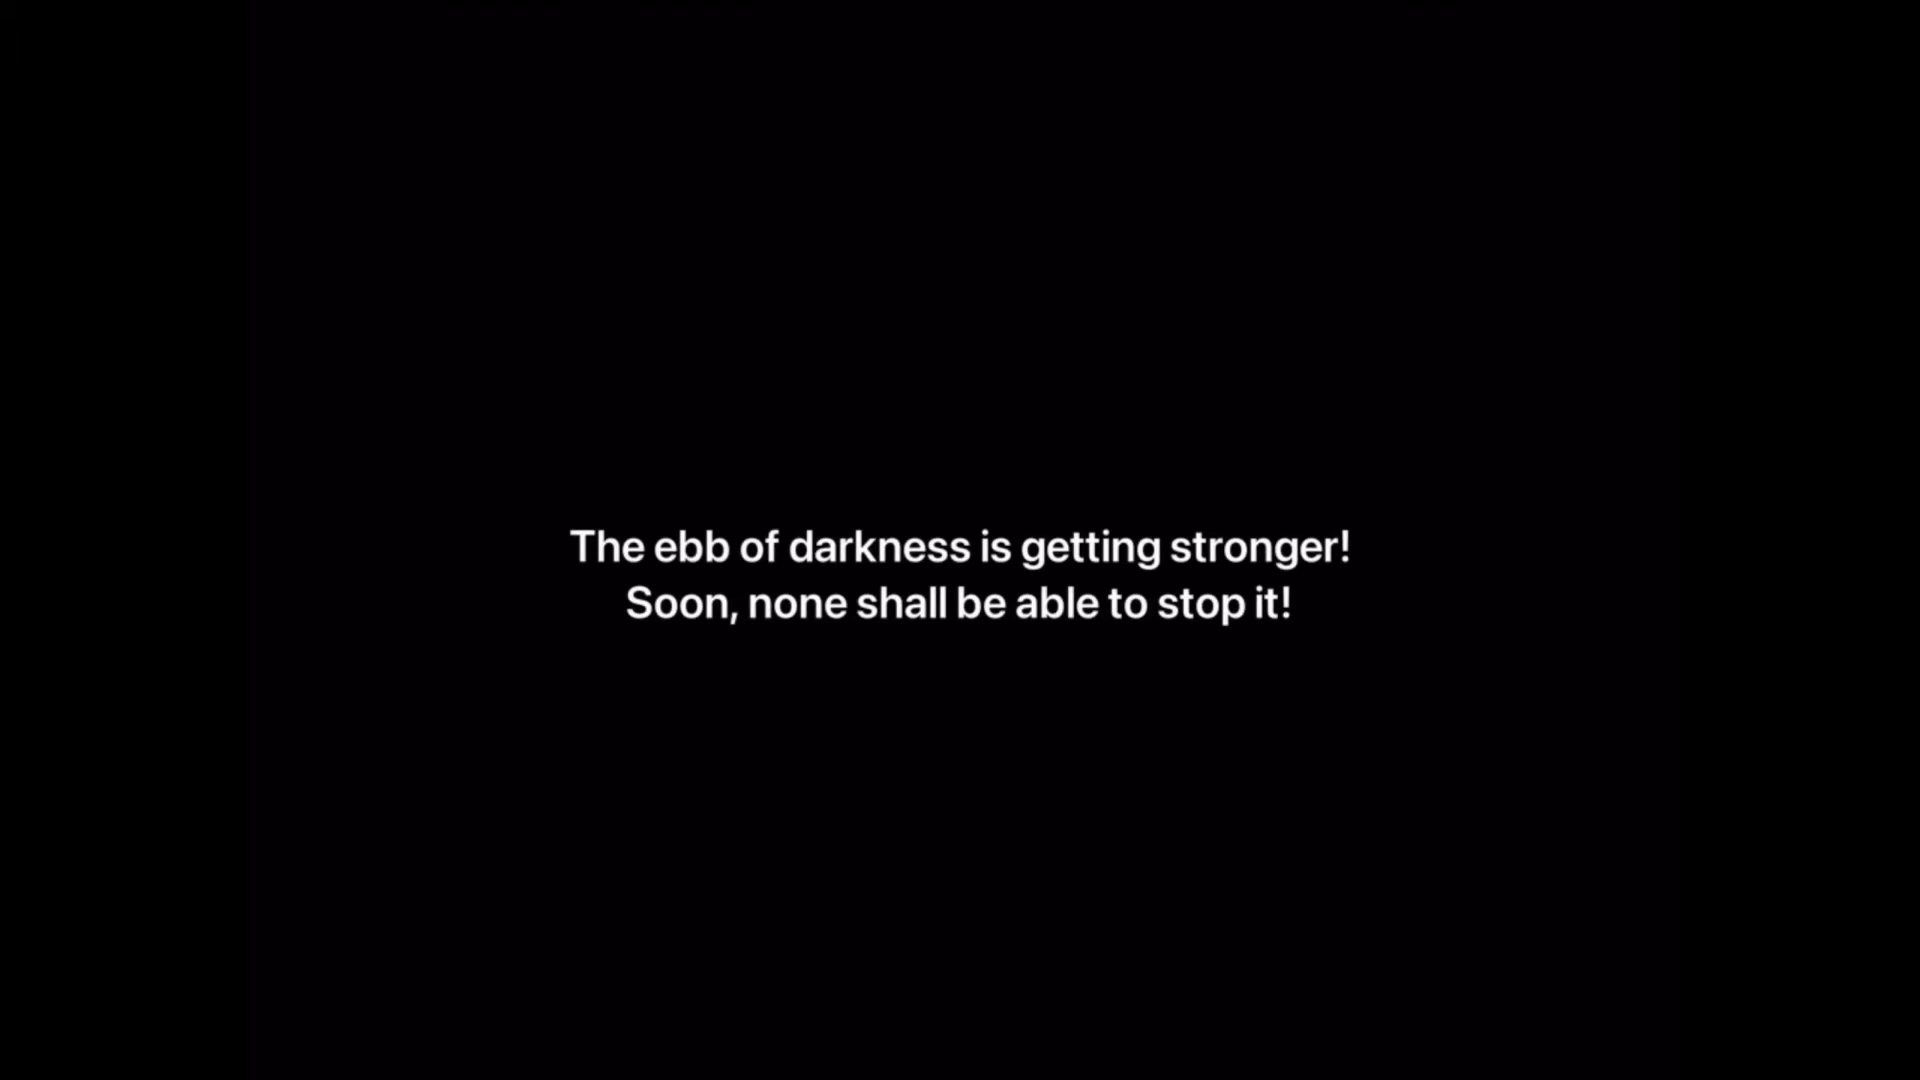 The ebb of darkness is getting stronger!
Soon, none shall be able to stop it!